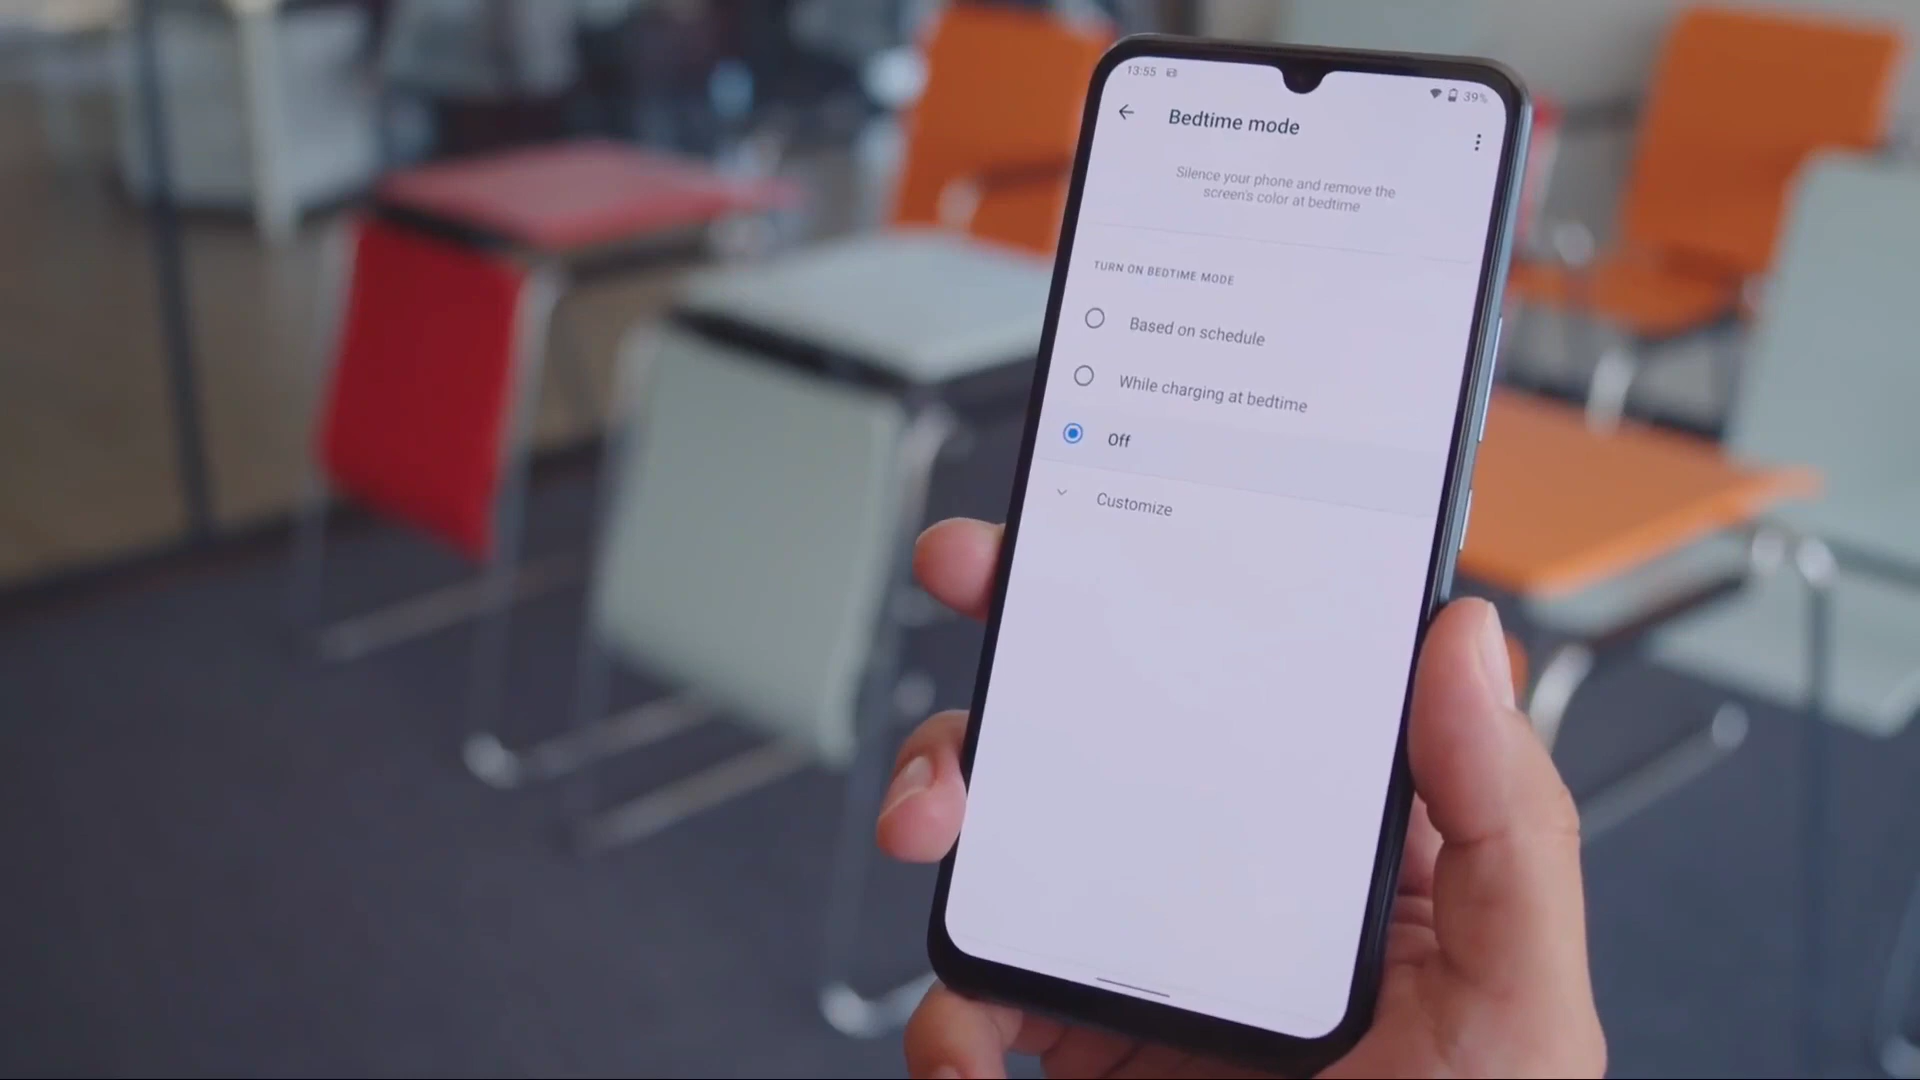 13:55
39%
Bedtime mode
Silence your phone and remove the
screen's color at bedtime
TURN ON BEDTIME MODE
Based on schedule
While charging at bedtime
Off
Customize